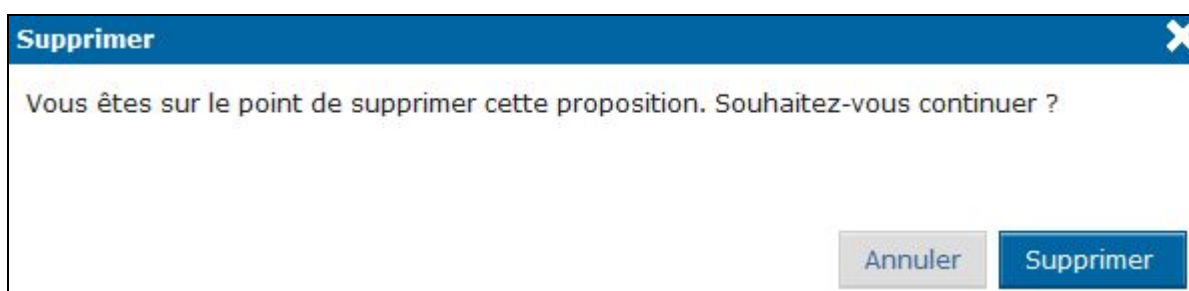 Supprimer
Vous êtes sur le point de supprimer cette proposition. Souhaitez-vous continuer ?
Annuler
Supprimer